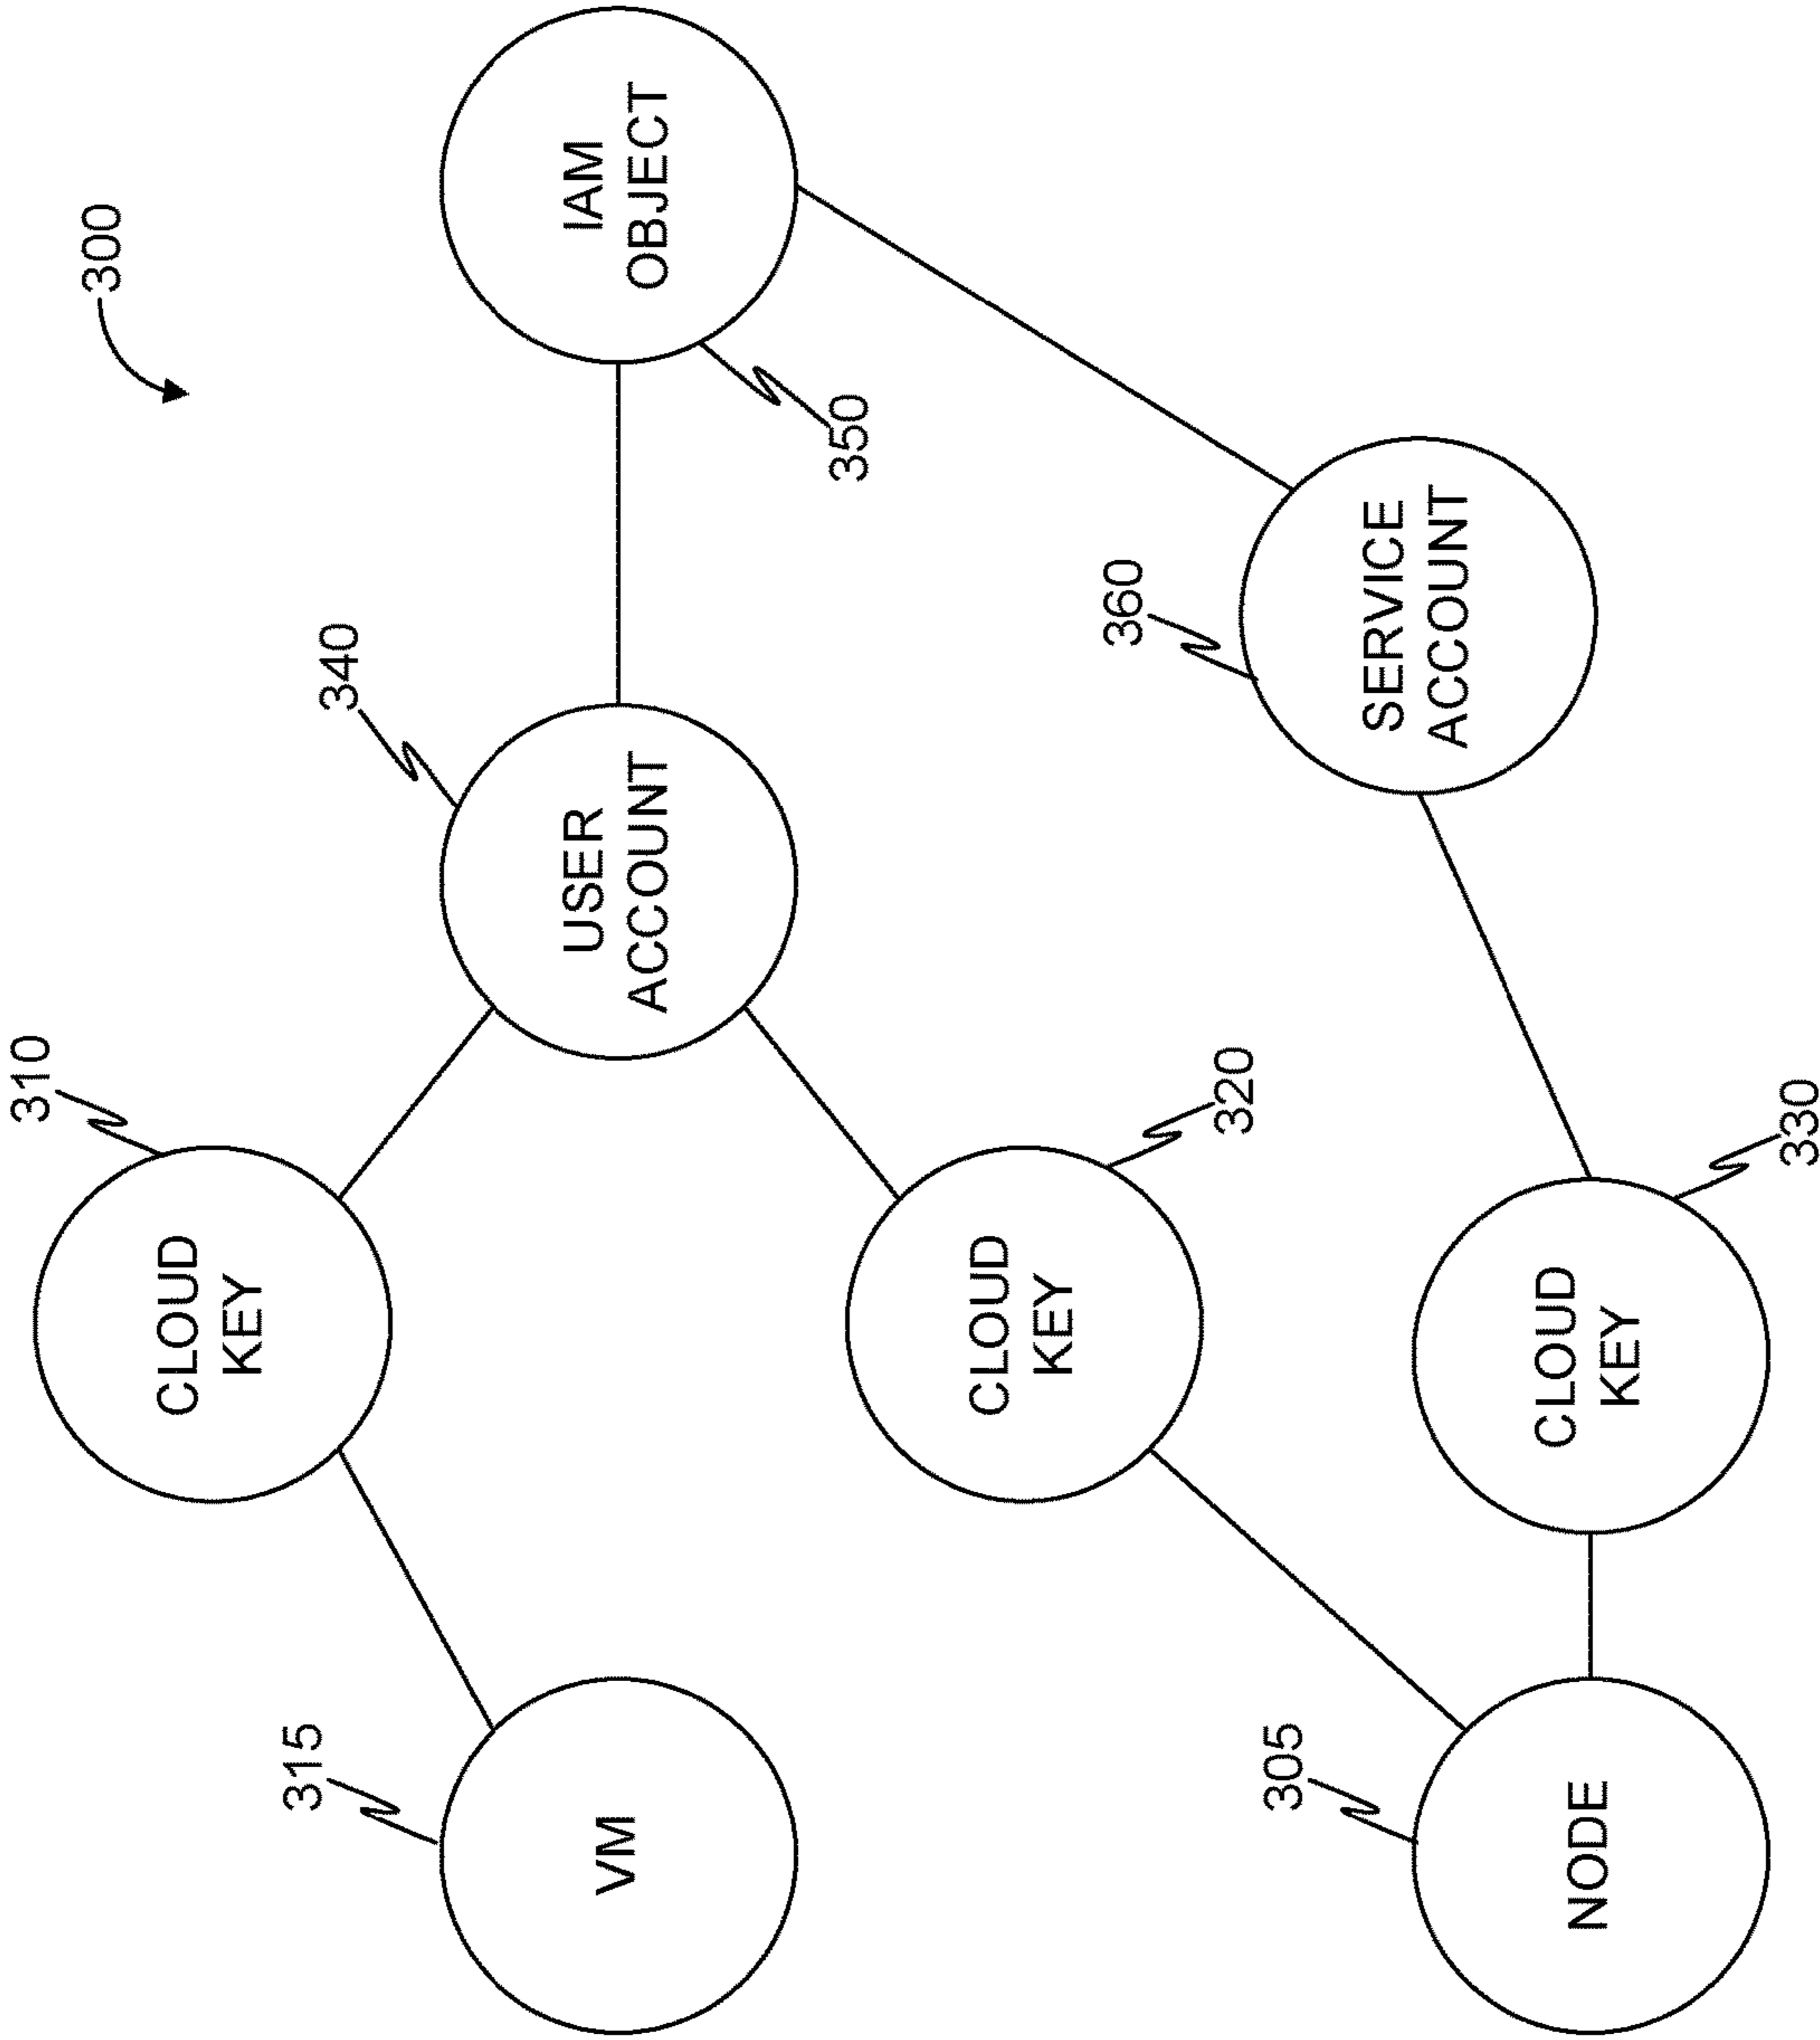 300
310
CLOUD
KEY
340
315
VM
USER
ACCOUNT
IAM
OBJECT
350
CLOUD
KEY
320
360
305
NODE
CLOUD
KEY
330
SERVICE
ACCOUNT